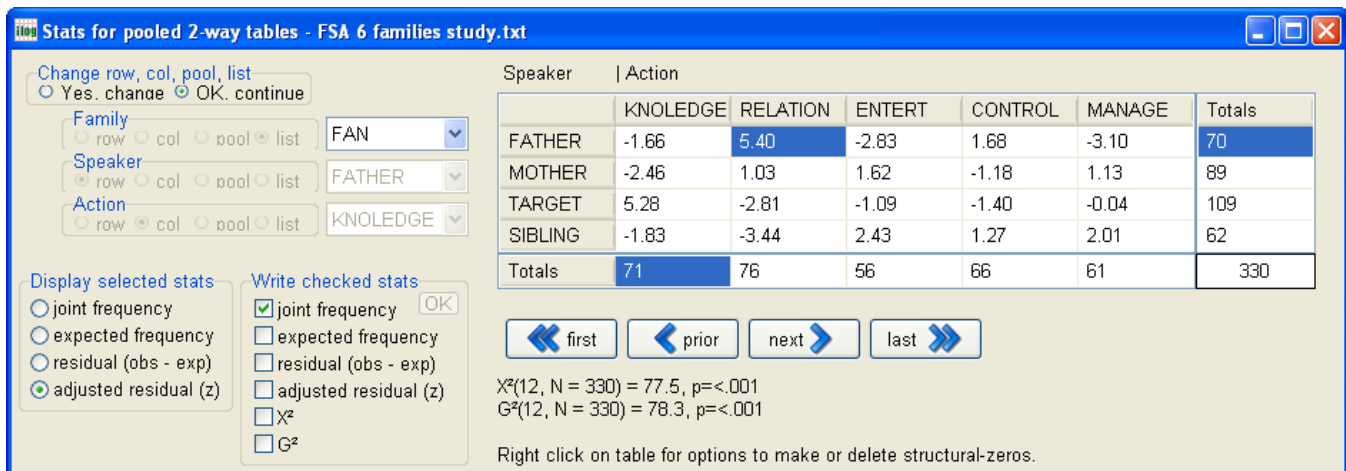 ilog Stats for pooled 2-way tables - FSA 6 families study.txt
Change row, col, pool, list
Yes, change OK, continue
Family
row col pool list FAN
Speaker
row col pool list FATHER
Action
row col pool list KNOLEDGE
Display selected stats
joint frequency
expected frequency
residual (obs - exp)
adjusted residual (z)
Write checked stats
joint frequency OK
expected frequency
residual (obs - exp)
adjusted residual (z)
X²
G²
Speaker | Action
KNOLEDGE RELATION ENTERT CONTROL MANAGE Totals
FATHER -1.66 5.40 -2.83 1.68 -3.10 70
MOTHER -2.46 1.03 1.62 -1.18 1.13 89
TARGET 5.28 -2.81 -1.09 -1.40 -0.04 109
SIBLING -1.83 -3.44 2.43 1.27 2.01 62
Totals 71 76 56 66 61 330
first prior next last
X²(12, N = 330) = 77.5, p=<.001
G²(12, N = 330) = 78.3, p=<.001
Right click on table for options to make or delete structural-zeros.